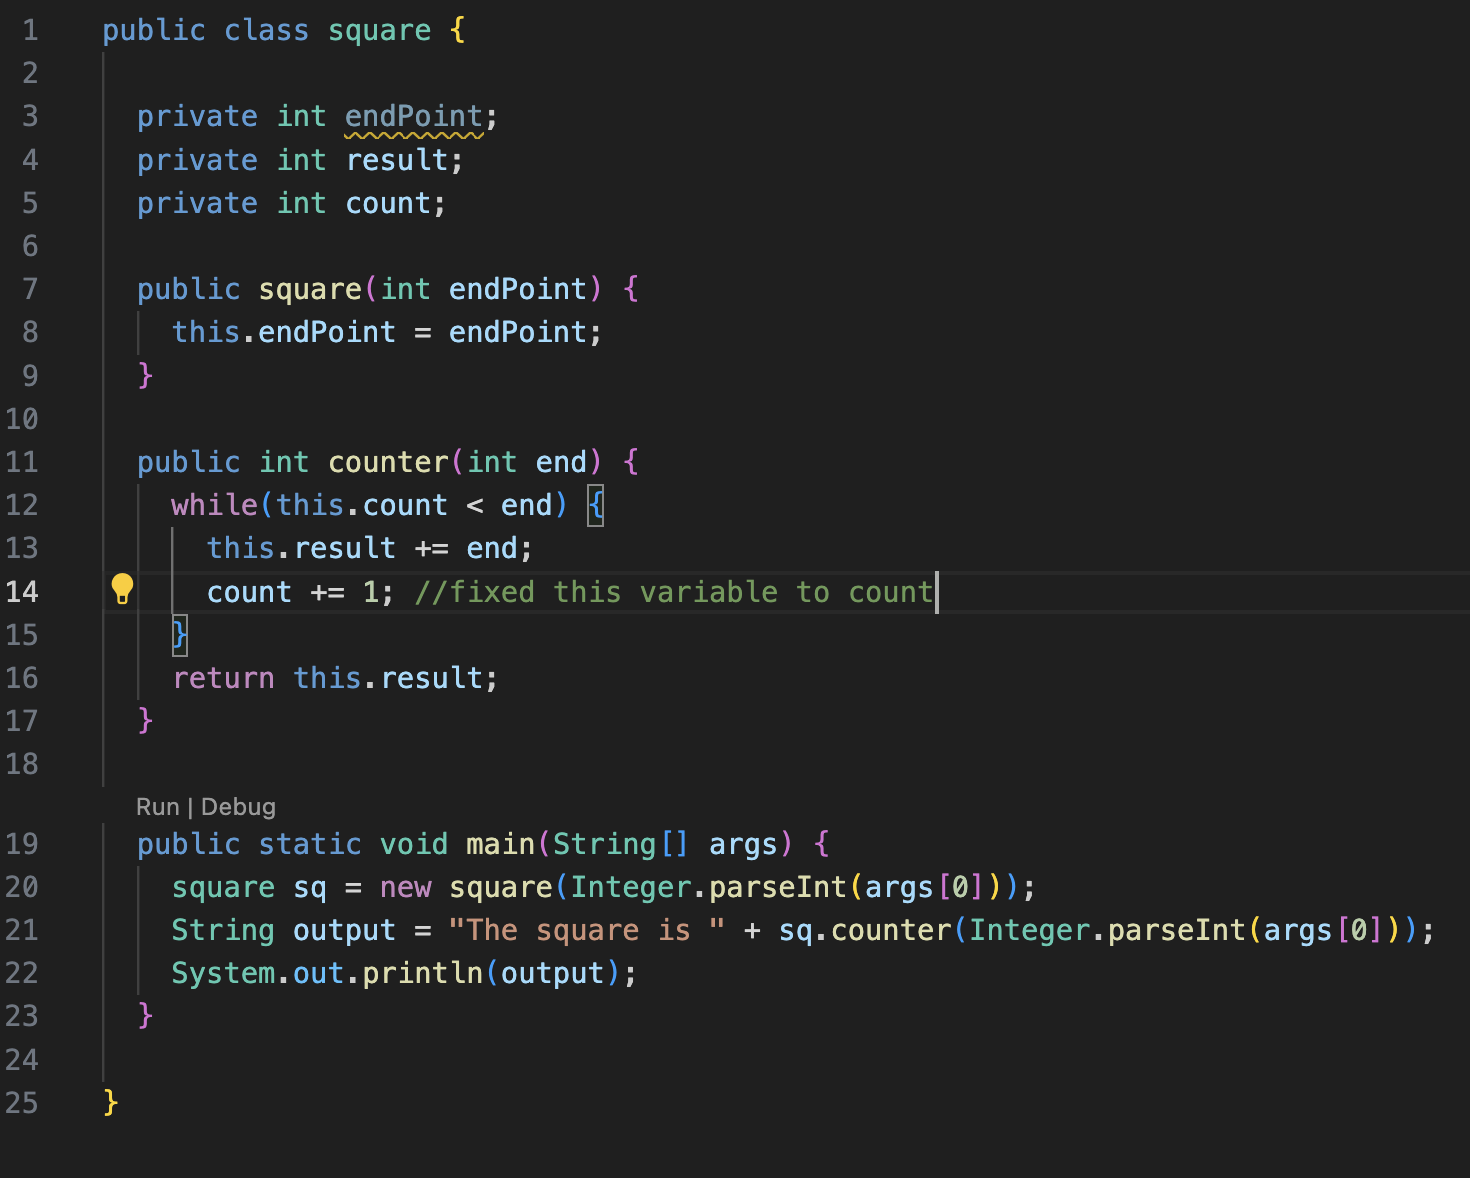 1 public class square {
2
3 private int endPoint;
4 private int result;
5 private int count;
6
7 public square(int endPoint) {
8 this.endPoint = endPoint;
9 }
10
11 public int counter(int end) {
12 while(this.count < end) {
13 this.result += end;
14 count += 1; //fixed this variable to count
15 }
16 return this.result;
17 }
18
Run | Debug
19 public static void main(String[] args) {
20 square sq = new square(Integer.parseInt(args[0]));
21 String output = "The square is " + sq.counter(Integer.parseInt(args[0]));
22 System.out.println(output);
23 }
24
25 }